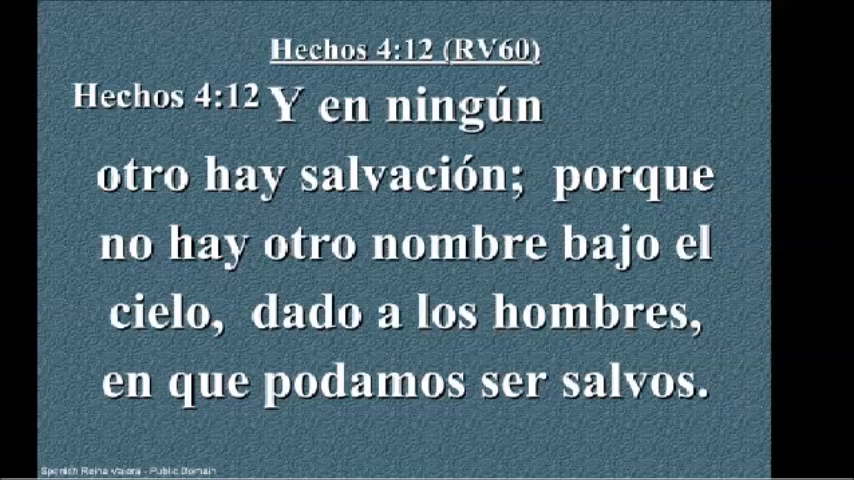 Hechos 4:12 (RV60)
Hechos 4:12 Y en ningún
otro hay salvación; porque
no hay otro nombre bajo el
cielo, dado a los hombres,
en que podamos ser salvos.
Spanish Reina Valera - Public Domain